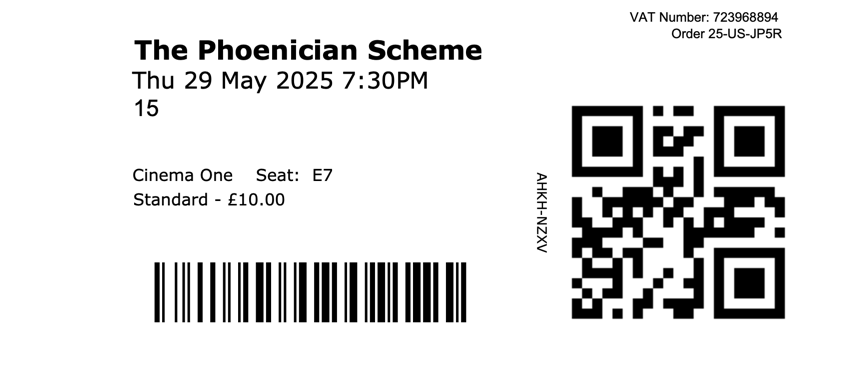 VAT Number: 723968894
Order 25-US-JP5R
The Phoenician Scheme
Thu 29 May 2025 7:30PM
15
Cinema One Seat: E7
Standard - £10.00
AHKH-NZXV